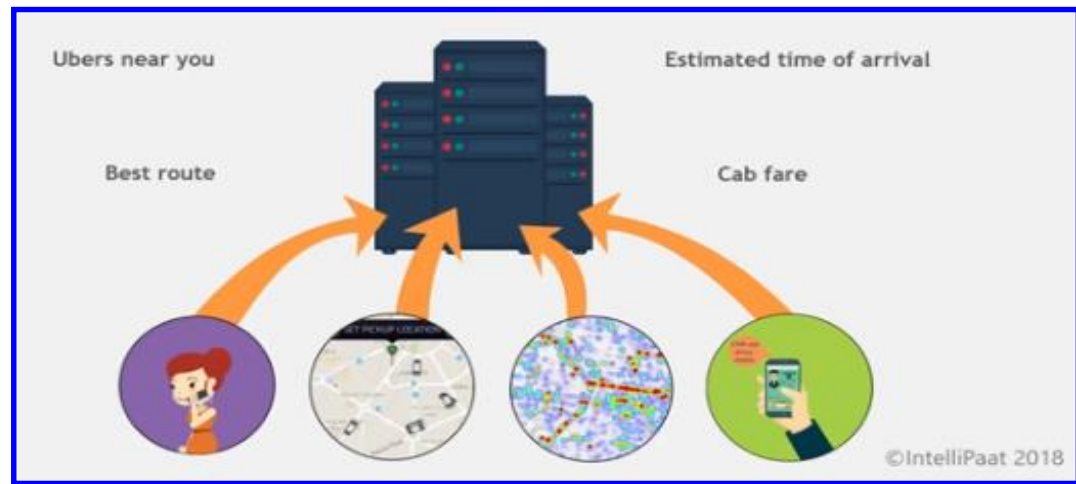 Ubers near you
Estimated time of arrival
Best route
Cab fare
SET PICKUP LOCATION
©IntelliPaat 2018